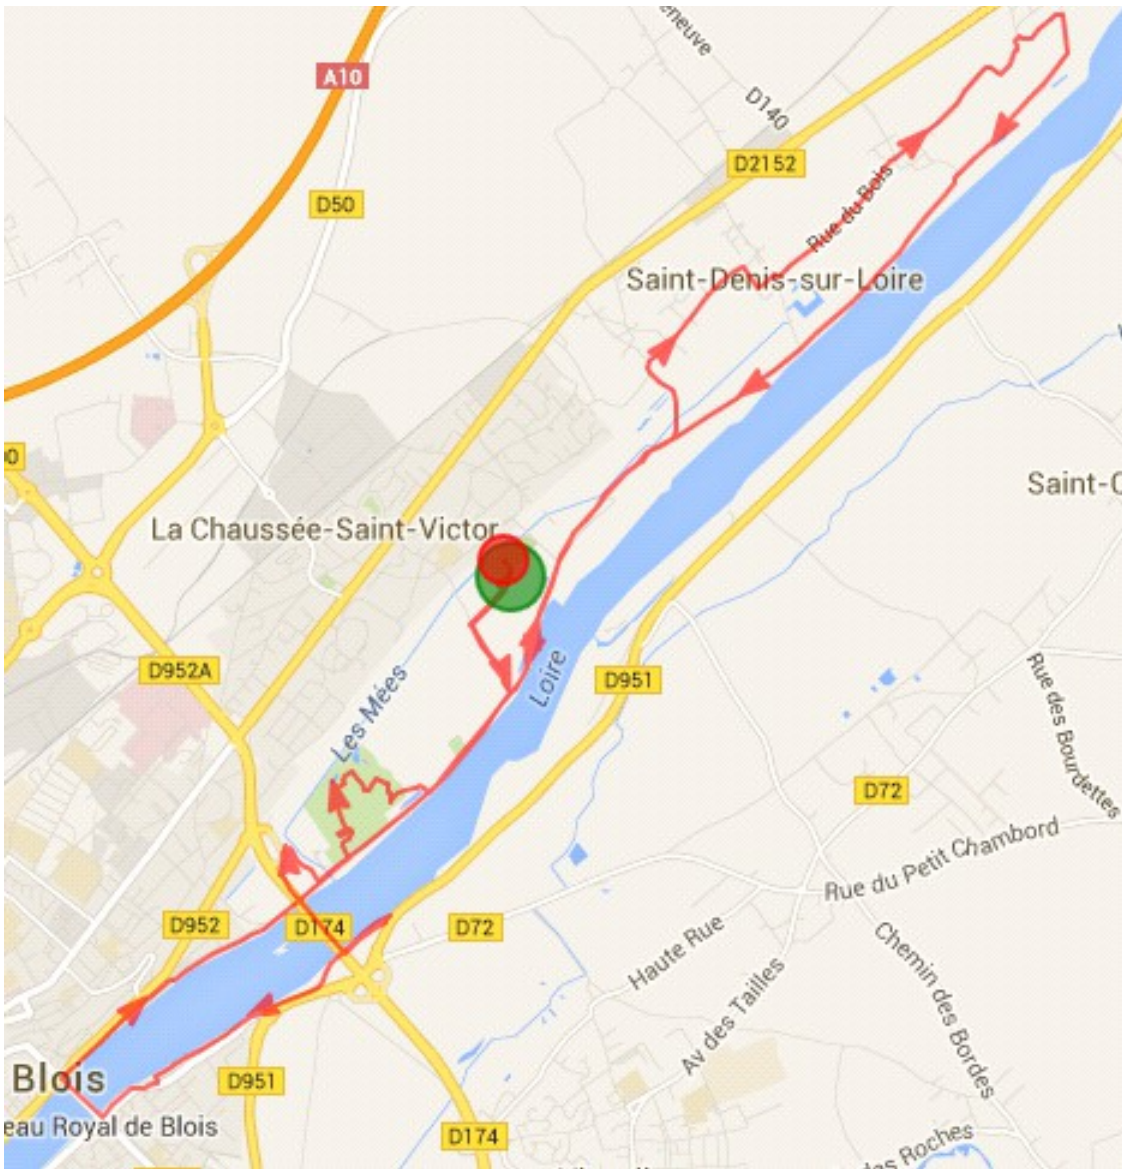 eneuve
A10
D140
D2152
D50
Rue du Bois
Saint-Denis-sur-Loire
Saint-C
La Chaussée-Saint-Victor
D952A
Les Mées
Loire
D951
Rue des Bourdettes
D72
Rue du Petit Chambord
D952
D174
D72
Haute Rue
Chemin des Bordes
Av des Tailles
Blois
D951
eau Royal de Blois
D174
des Roches